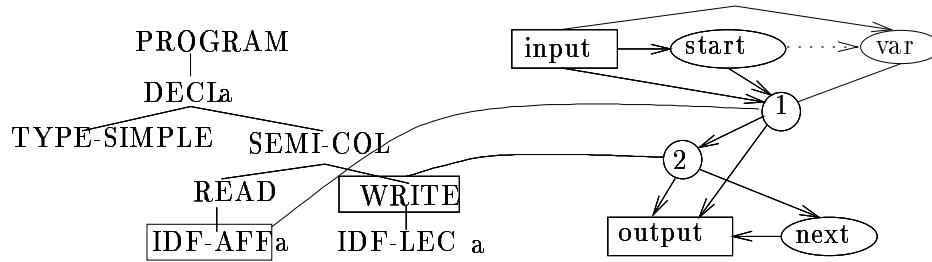 PROGRAM
DECLa
TYPE-SIMPLE
SEMI-COL
READ
WRITE
IDF-AFFa
IDF-LEC a
input
start
var
1
2
output
next